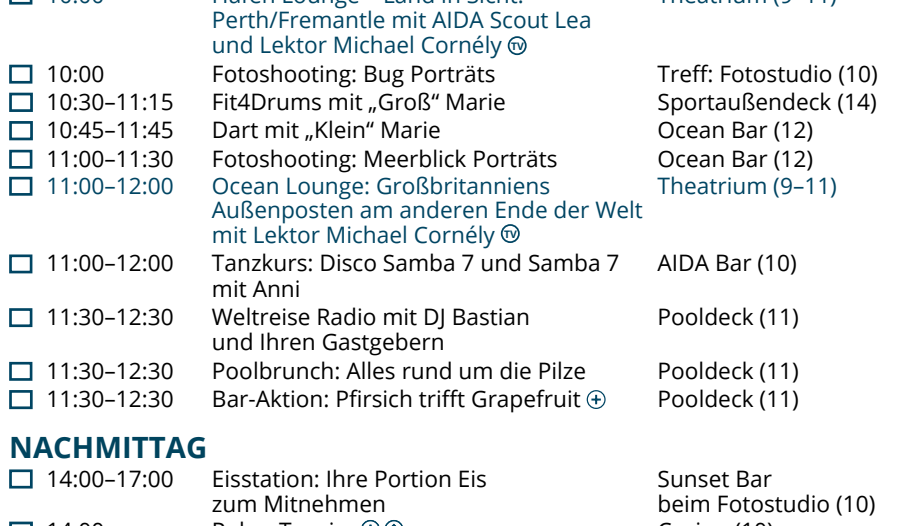 Perth/Fremantle mit AIDA Scout Lea
und Lektor Michael Cornély TV
10:00 Fotoshooting: Bug Porträts Treff: Fotostudio (10)
10:30–11:15 Fit4Drums mit „Groß“ Marie Sportaußendeck (14)
10:45–11:45 Dart mit „Klein“ Marie Ocean Bar (12)
11:00–11:30 Fotoshooting: Meerblick Porträts Ocean Bar (12)
11:00–12:00 Ocean Lounge: Großbritanniens Theatrium (9–11)
Außenposten am anderen Ende der Welt
mit Lektor Michael Cornély TV
11:00–12:00 Tanzkurs: Disco Samba 7 und Samba 7 AIDA Bar (10)
mit Anni
11:30–12:30 Weltreise Radio mit DJ Bastian Pooldeck (11)
und Ihren Gastgebern
11:30–12:30 Poolbrunch: Alles rund um die Pilze Pooldeck (11)
11:30–12:30 Bar-Aktion: Pfirsich trifft Grapefruit ⊕ Pooldeck (11)
NACHMITTAG
14:00–17:00 Eisstation: Ihre Portion Eis Sunset Bar
zum Mitnehmen beim Fotostudio (10)